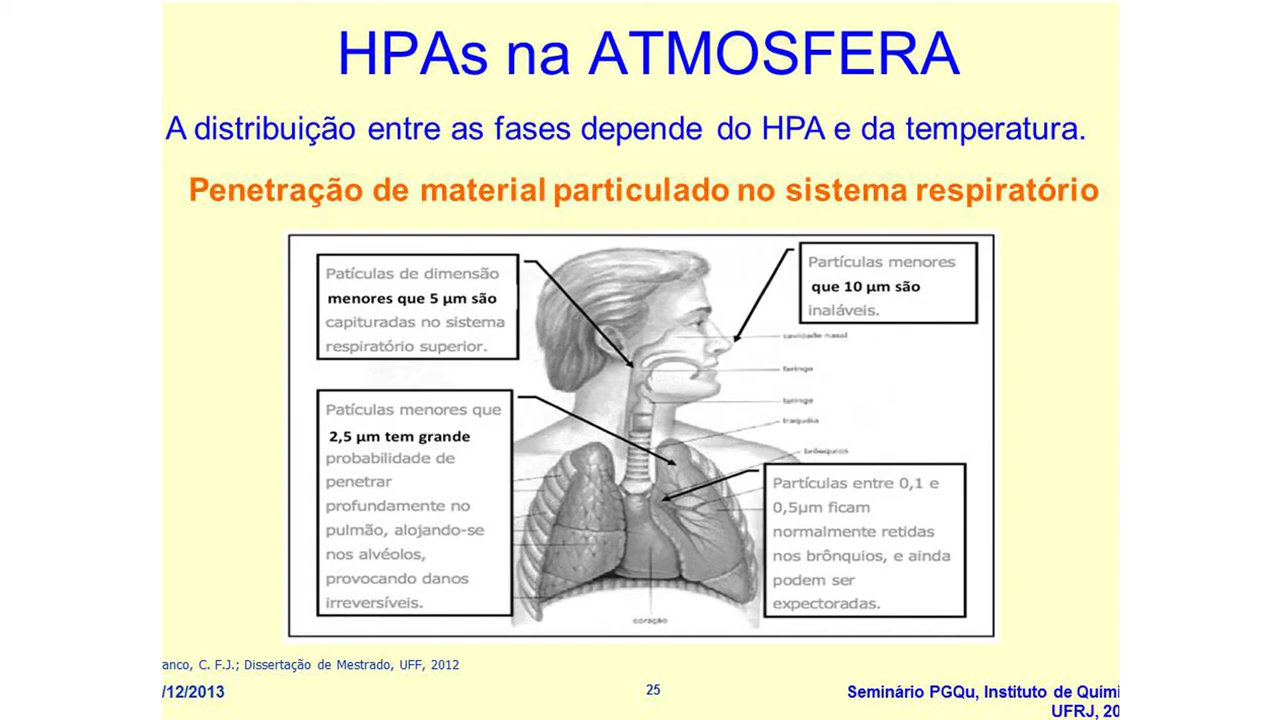 HPAs na ATMOSFERA
A distribuição entre as fases depende do HPA e da temperatura.
Penetração de material particulado no sistema respiratório
Patículas de dimensão
menores que 5 µm são
capituradas no sistema
respiratório superior.
Partículas menores
que 10 µm são
inaláveis.
cavidade nasal
faringe
laringe
traquéia
brônquios
Patículas menores que
2,5 µm tem grande
probabilidade de
penetrar
profundamente no
pulmão, alojando-se
nos alvéolos,
provocando danos
irreversíveis.
Partículas entre 0,1 e
0,5µm ficam
normalmente retidas
nos brônquios, e ainda
podem ser
expectoradas.
coração
anco, C. F.J.; Dissertação de Mestrado, UFF, 2012
/12/2013
25
Seminário PGQu, Instituto de Quími
UFRJ, 20